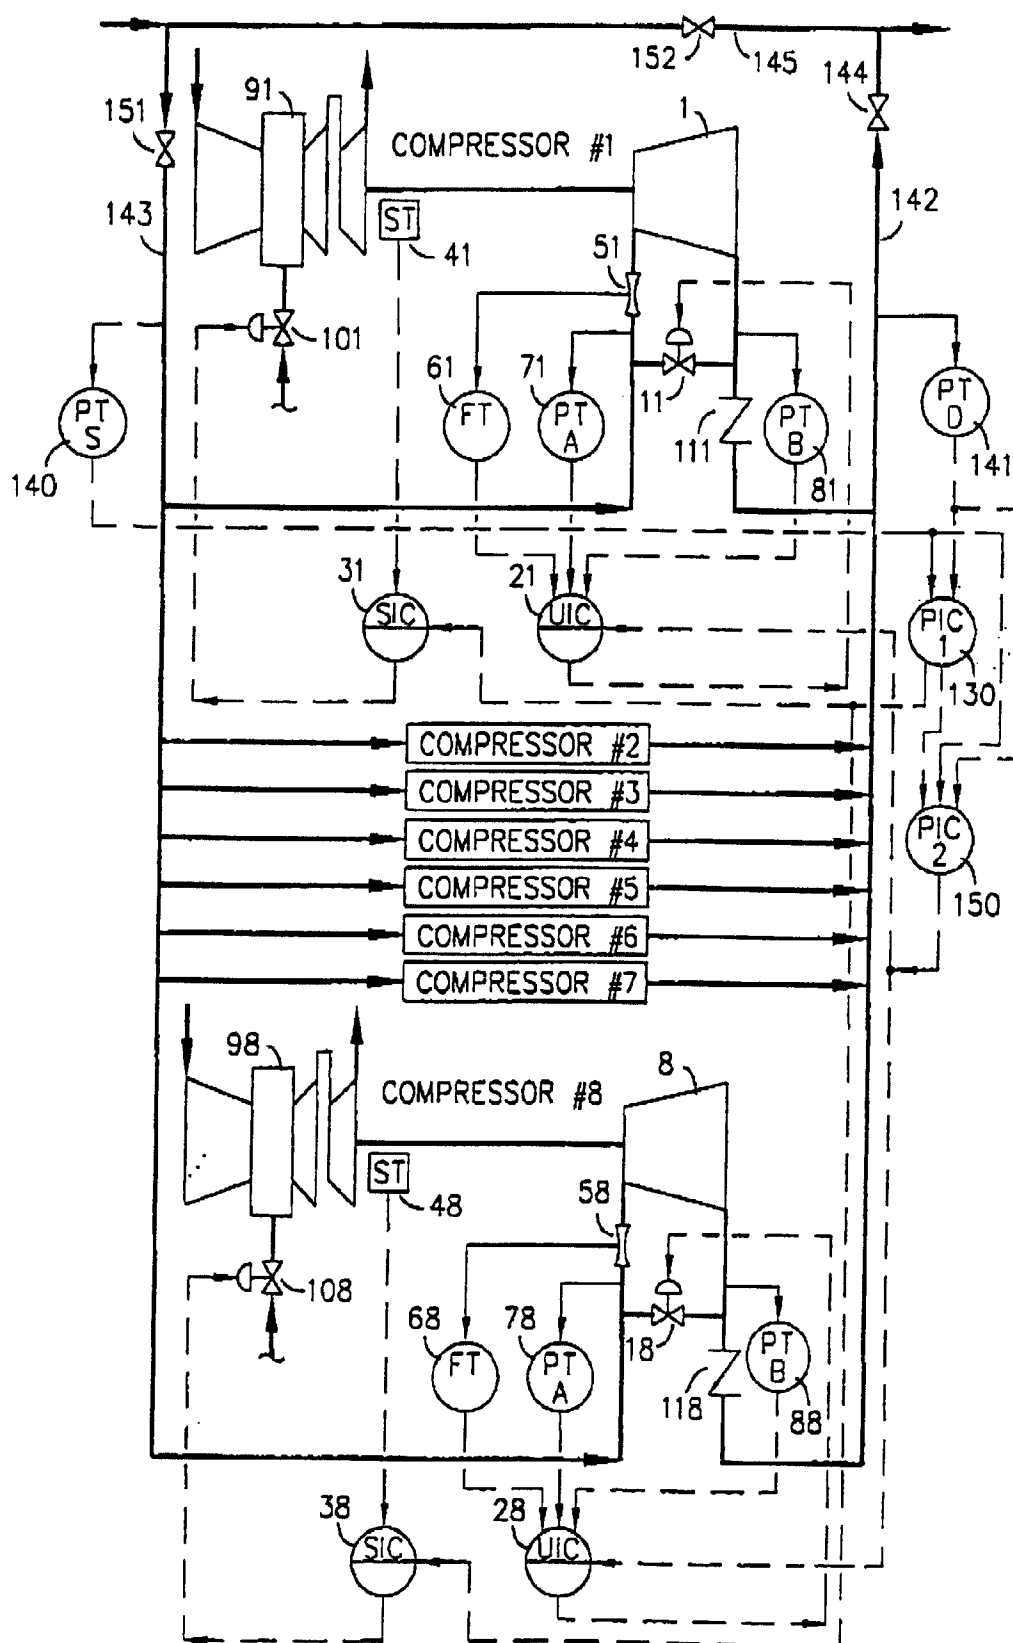 152
145
144
91
1
151
COMPRESSOR #1
143
142
ST
41
51
101
61
71
11
PT
S
FT
PT
A
111
PT
B
PT
D
140
81
141
31
21
SIC
UIC
PIC
1
130
COMPRESSOR #2
COMPRESSOR #3
COMPRESSOR #4
PIC
2
COMPRESSOR #5
150
COMPRESSOR #6
COMPRESSOR #7
98
8
COMPRESSOR #8
ST
48
58
108
68
78
18
FT
PT
A
PT
B
118
88
38
28
SIC
UIC